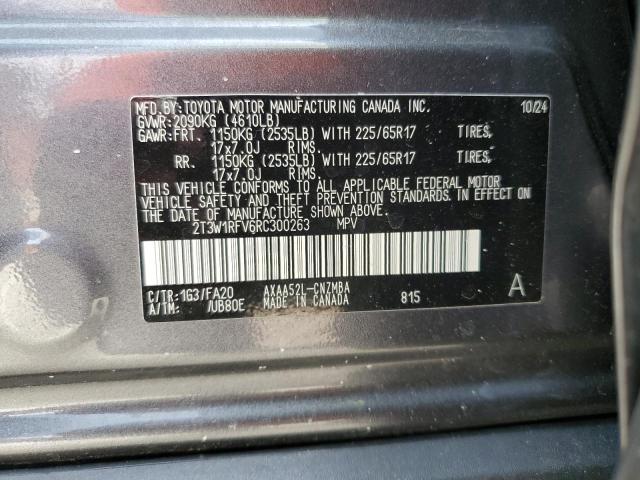 MFD.BY:TOYOTA MOTOR MANUFACTURING CANADA INC. 10/24
GVWR:2090KG (4610LB)
GAWR:FRT. 1150KG (2535LB) WITH 225/65R17 TIRES,
17x7.0J RIMS.
RR. 1150KG (2535LB) WITH 225/65R17 TIRES,
17x7.0J RIMS.
THIS VEHICLE CONFORMS TO ALL APPLICABLE FEDERAL MOTOR
VEHICLE SAFETY AND THEFT PREVENTION STANDARDS IN EFFECT ON
THE DATE OF MANUFACTURE SHOWN ABOVE.
2T3W1RFV6RC300263 MPV
C/TR:1G3/FA20 AXAA52L-CNZMBA A
A/TM: /UB80E MADE IN CANADA 815